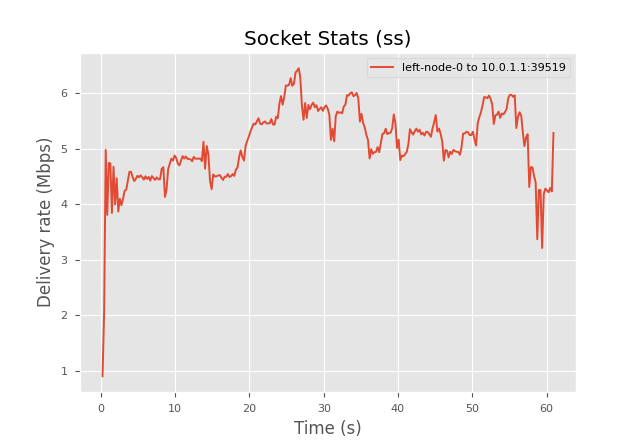 Socket Stats (ss)
left-node-0 to 10.0.1.1:39519
Delivery rate (Mbps)
6
5
4
3
2
1
0 10 20 30 40 50 60
Time (s)